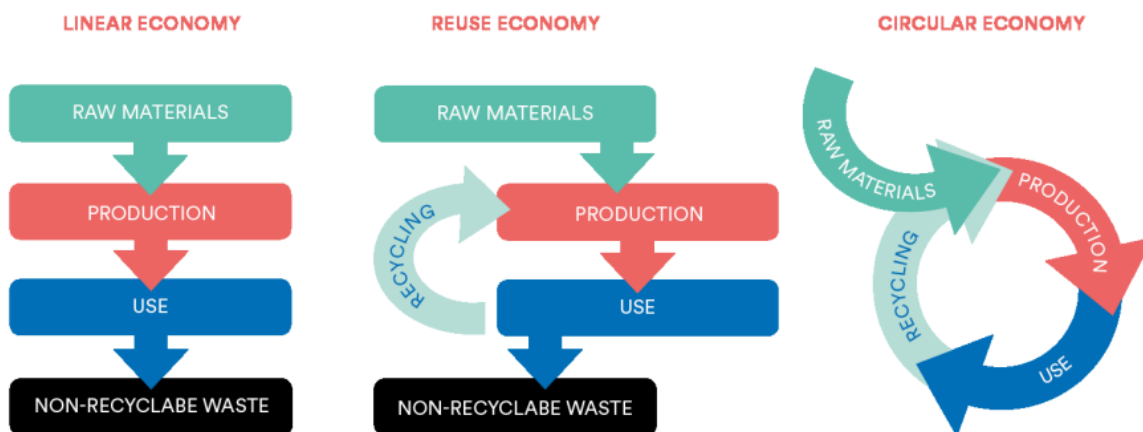 LINEAR ECONOMY
RAW MATERIALS
PRODUCTION
USE
NON-RECYCLABE WASTE
REUSE ECONOMY
RAW MATERIALS
PRODUCTION
RECYCLING
USE
NON-RECYCLABE WASTE
CIRCULAR ECONOMY
RAW MATERIALS
PRODUCTION
USE
RECYCLING